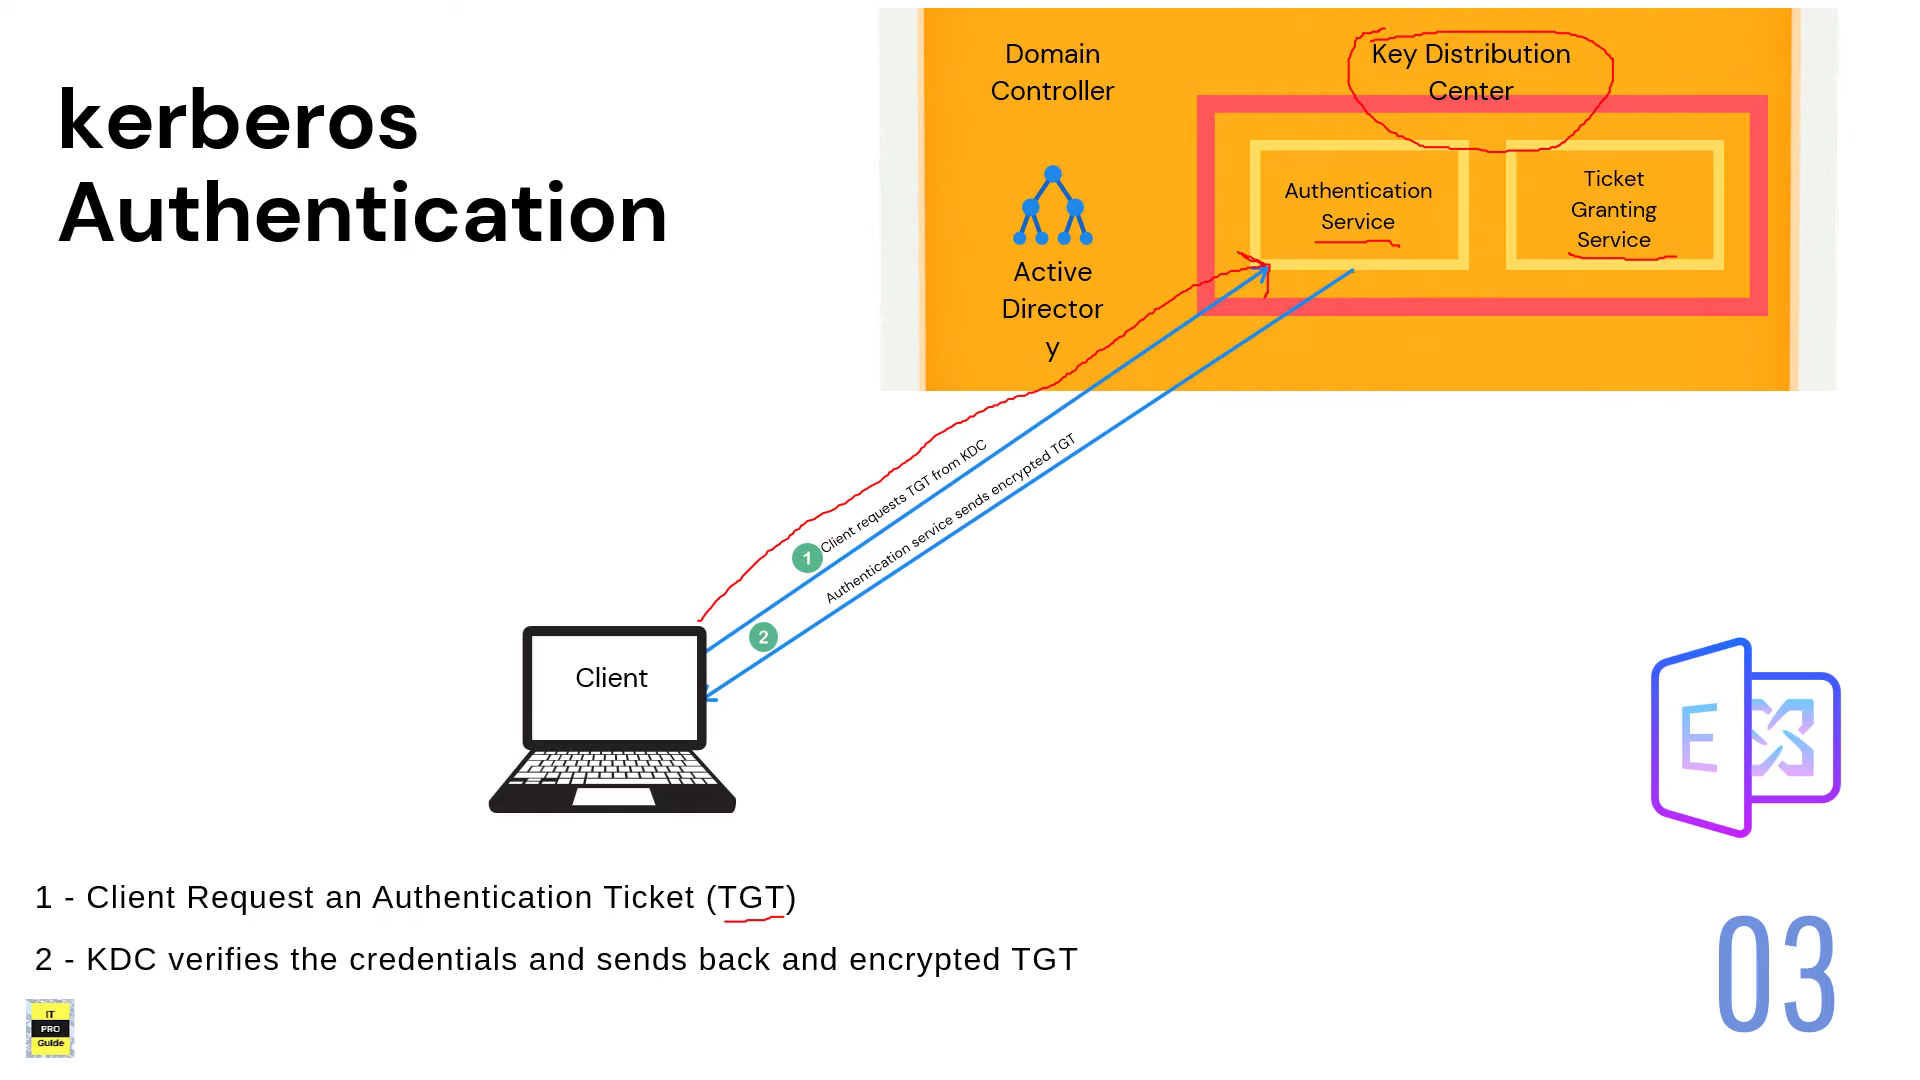 kerberos
Authentication
Domain
Controller
Key Distribution
Center
Authentication
Service
Ticket
Granting
Service
Active
Director
y
Client requests TGT from KDC
Authentication service sends encrypted TGT
1
2
Client
E
1 - Client Request an Authentication Ticket (TGT)
2 - KDC verifies the credentials and sends back and encrypted TGT
IT
PRO
Guide
03